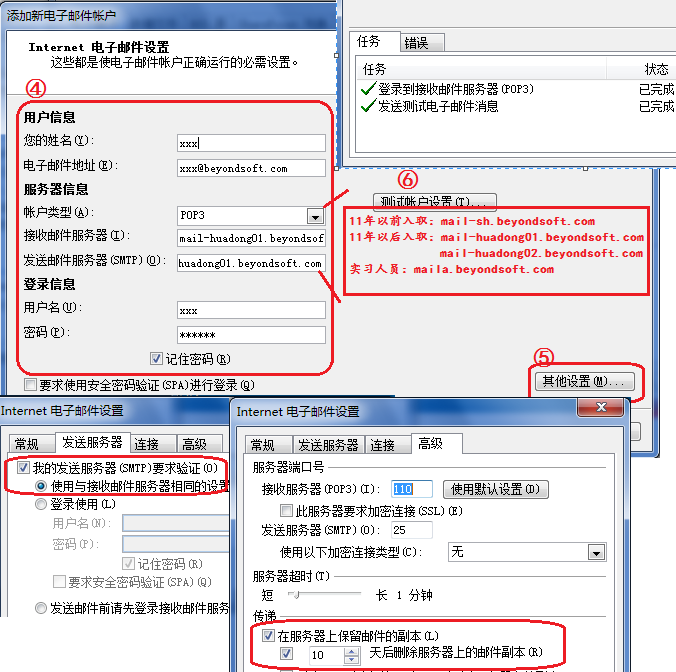 添加新电子邮件帐户
Internet 电子邮件设置
这些都是使电子邮件帐户正确运行的必需设置。
④
用户信息
您的姓名(Y):
xxx
电子邮件地址(E):
xxx@beyondsoft.com
服务器信息
帐户类型(A):
POP3
接收邮件服务器(I):
mail-huadong01.beyondsof
发送邮件服务器(SMTP)(O):
huadong01.beyondsoft.com
登录信息
用户名(U):
xxx
密码(P):
******
记住密码(R)
要求使用安全密码验证(SPA)进行登录(Q)
任务 错误
任务 状态
登录到接收邮件服务器(POP3) 已完成
发送测试电子邮件消息 已完成
⑥
测试帐户设置(T)...
11年以前入职: mail-sh.beyondsoft.com
11年以后入职: mail-huadong01.beyondsoft.com
mail-huadong02.beyondsoft.com
实习人员: maila.beyondsoft.com
⑤
其他设置(M)...
Internet 电子邮件设置
常规 发送服务器 连接 高级
我的发送服务器(SMTP)要求验证(O)
使用与接收邮件服务器相同的设置
登录使用(L)
用户名(N):
密码(P):
记住密码(R)
要求安全密码验证(SPA)(Q)
发送邮件前请先登录接收邮件服务
Internet 电子邮件设置
常规 发送服务器 连接 高级
服务器端口号
接收服务器(POP3)(I): 110 使用默认设置(D)
此服务器要求加密连接(SSL)(E)
发送服务器(SMTP)(O): 25
使用以下加密连接类型(C): 无
服务器超时(T)
短 长 1 分钟
传递
在服务器上保留邮件的副本(L)
10 天后删除服务器上的邮件副本(R)